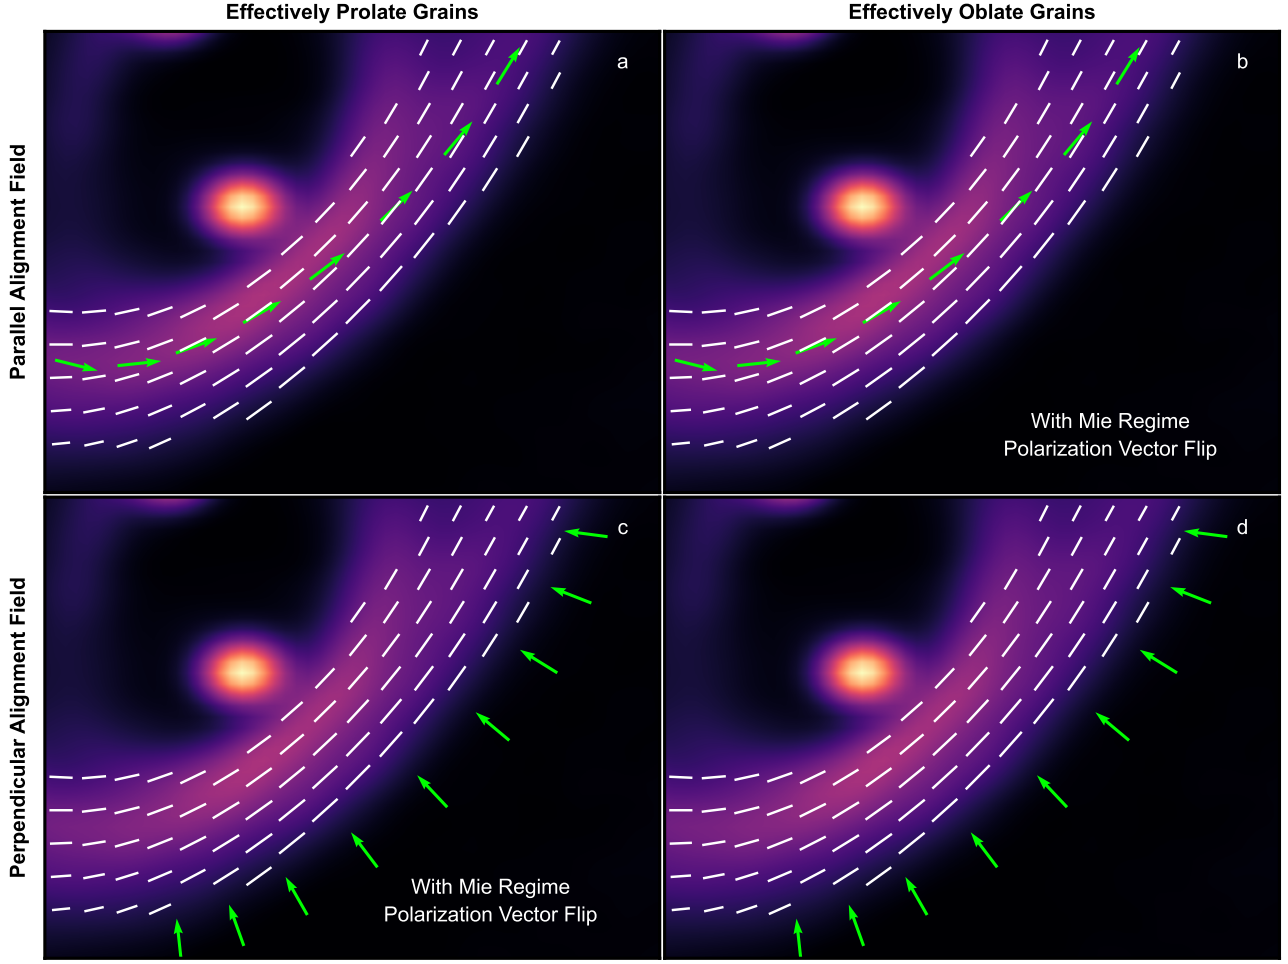 Effectively Prolate Grains
Effectively Oblate Grains
Parallel Alignment Field
a
b
With Mie Regime
Polarization Vector Flip
Perpendicular Alignment Field
c
d
With Mie Regime
Polarization Vector Flip